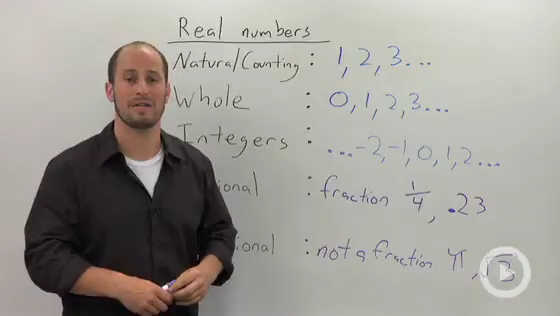 Real numbers
Natural/Counting : 1, 2, 3...
Whole : 0, 1, 2, 3...
Integers : ...-2, -1, 0, 1, 2...
ional : fraction 1/4, .23
ional : not a fraction π, √3